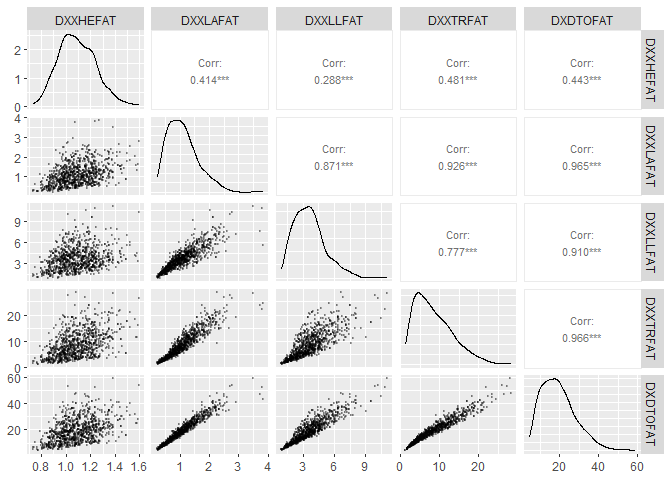 DXXHEFAT DXXLAFAT DXXLLFAT DXXTRFAT DXDTOFAT
2
1
0
Corr:
0.414***
Corr:
0.288***
Corr:
0.481***
Corr:
0.443***
DXXHEFAT
4
3
2
1
Corr:
0.871***
Corr:
0.926***
Corr:
0.965***
DXXLAFAT
9
6
3
Corr:
0.777***
Corr:
0.910***
DXXLLFAT
20
10
0
Corr:
0.966***
DXXTRFAT
60
40
20
DXDTOFAT
0.8 1.0 1.2 1.4 1.6 1 2 3 4 3 6 9 0 10 20 20 40 60